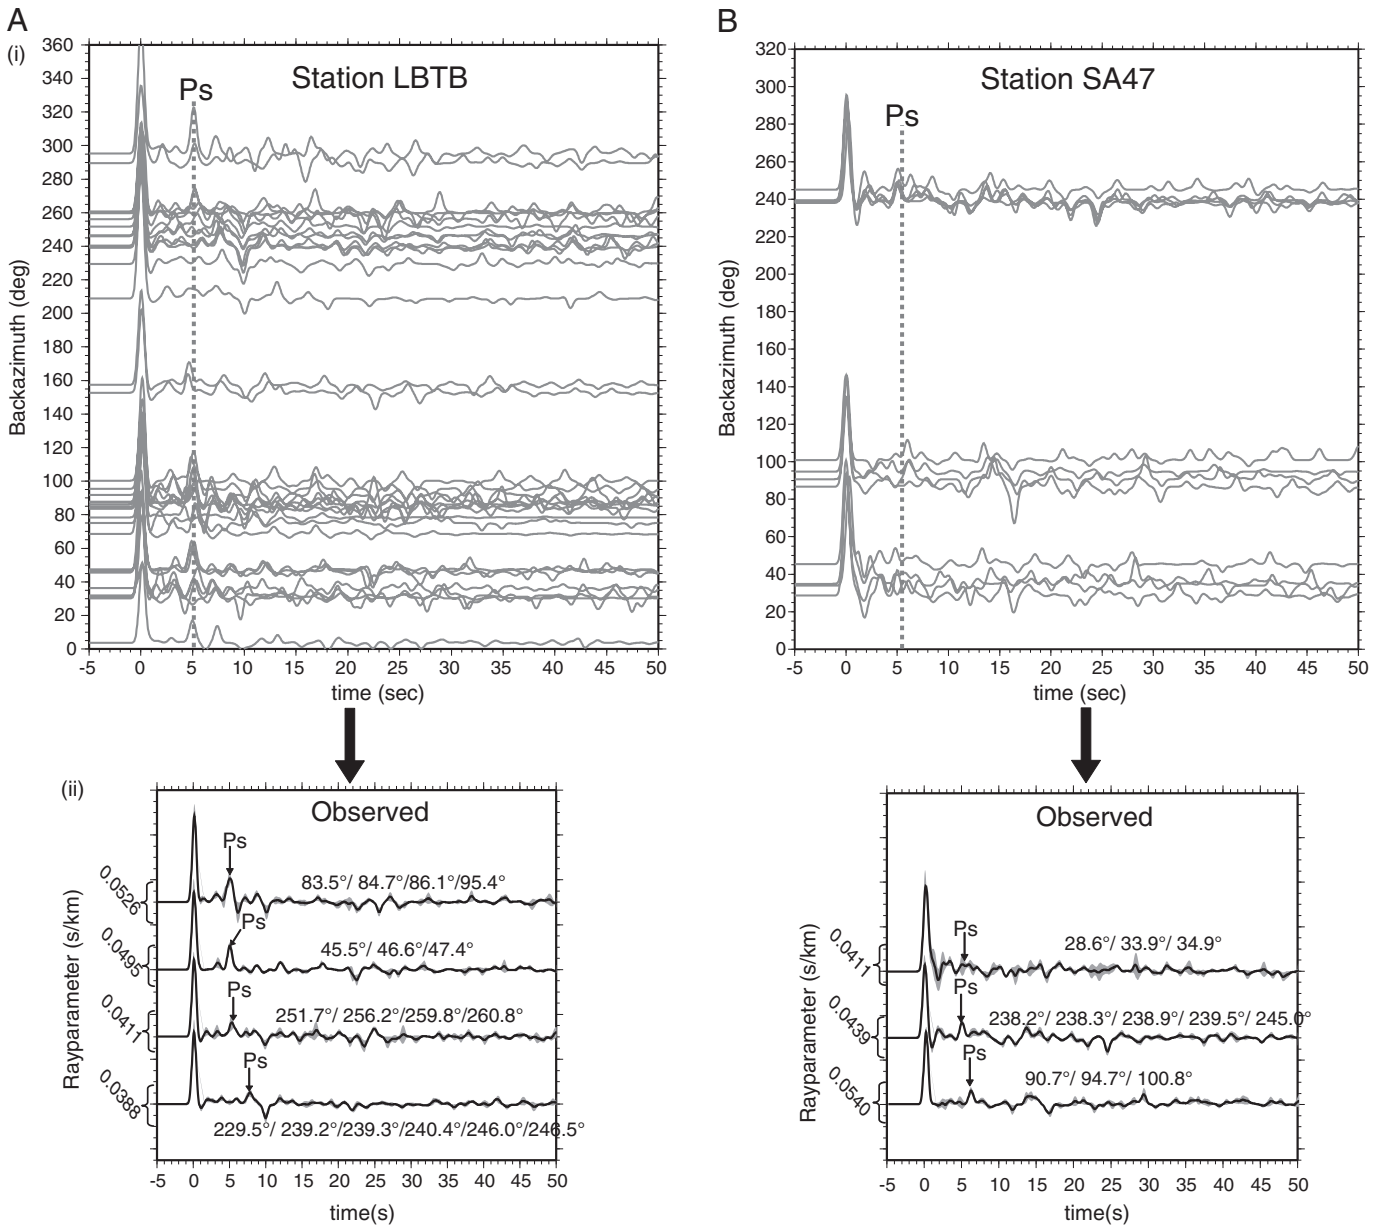 A
(i)
Station LBTB
Ps
Backazimuth (deg)
360
340
320
300
280
260
240
220
200
180
160
140
120
100
80
60
40
20
0
-5 0 5 10 15 20 25 30 35 40 45 50
time (sec)
B
Station SA47
Ps
Backazimuth (deg)
320
300
280
260
240
220
200
180
160
140
120
100
80
60
40
20
0
-5 0 5 10 15 20 25 30 35 40 45 50
time (sec)
(ii)
Observed
Rayparameter (s/km)
Ps
0.0526
83.5°/ 84.7°/86.1°/95.4°
Ps
0.0495
45.5°/ 46.6°/47.4°
Ps
0.0411
251.7°/ 256.2°/259.8°/260.8°
Ps
0.0388
229.5°/ 239.2°/239.3°/240.4°/246.0°/246.5°
-5 0 5 10 15 20 25 30 35 40 45 50
time(s)
Observed
Rayparameter (s/km)
Ps
0.0411
28.6°/ 33.9°/ 34.9°
Ps
0.0439
238.2°/ 238.3°/ 238.9°/ 239.5°/ 245.0°
Ps
0.0540
90.7°/ 94.7°/ 100.8°
-5 0 5 10 15 20 25 30 35 40 45 50
time(s)